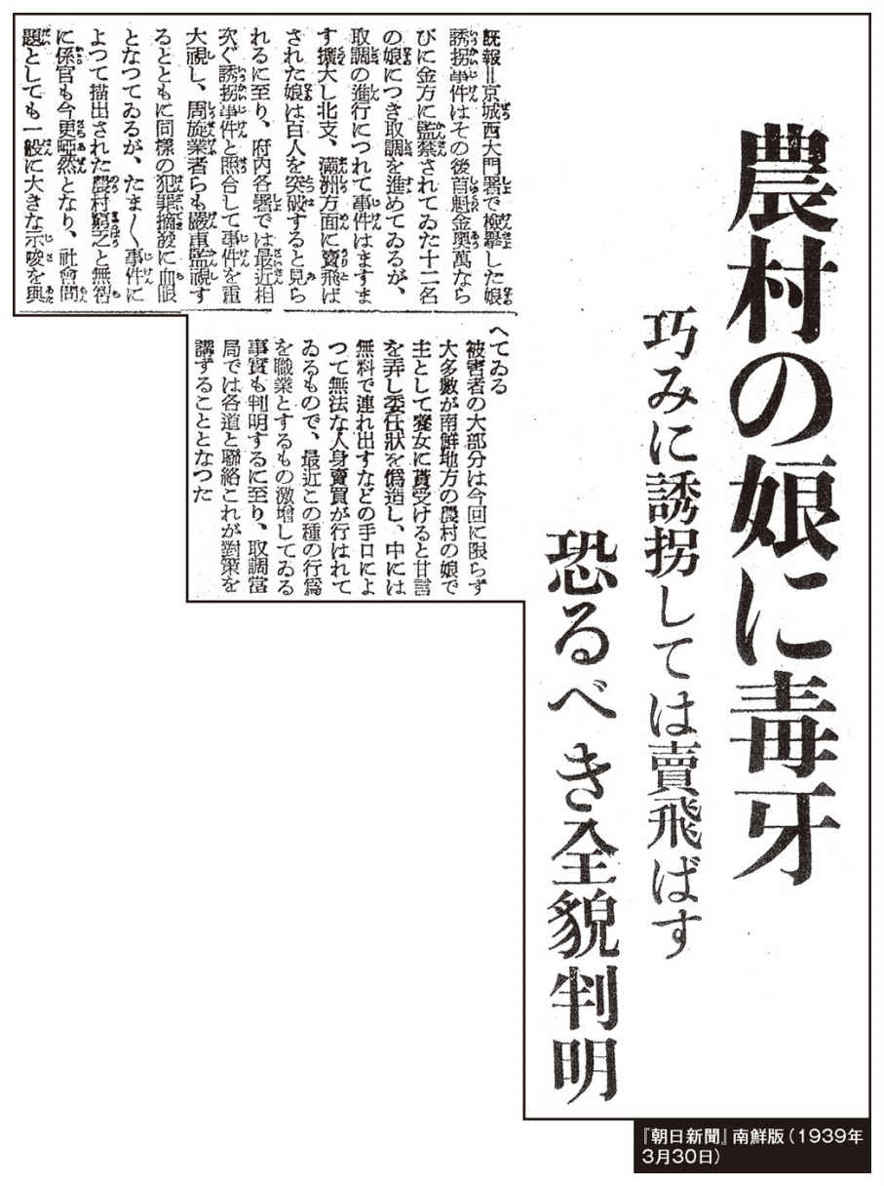 農村の娘に毒牙
巧みに誘拐しては賣飛ばす
恐るべき全貌判明
既報=京城西大門署で檢擧した娘
誘拐事件はその後首魁金奥萬なら
びに金方に監禁されてゐた十二名
の娘につき取調を進めてゐるが、
取調の進行につれて事件はますま
す擴大し北支、滿洲方面に賣飛ば
された娘は百人を突破すると見ら
れるに至り、府内各署では最近相
次ぐ誘拐事件と照合して事件を重
大視し、周旋業者らも嚴重監視す
るとともに同樣の犯罪摘發に血眼
となつてゐるが、たま〳〵事件に
よつて描出された農村窮乏と無智
に係官も今更啞然となり、社會問
題としても一般に大きな示唆を與
へてゐる
被害者の大部分は今回に限らず
大多數が南鮮地方の農村の娘で
主として養女に貰受けると甘言
を弄し委任狀を僞造し、中には
無料で連れ出すなどの手口によ
つて無法な人身賣買が行はれて
ゐるもので、最近この種の行爲
を職業とするもの激增してゐる
事實も判明するに至り、取調當
局では各道と聯絡これが對策を
講ずることとなつた
『朝日新聞』南鮮版（1939年
3月30日）